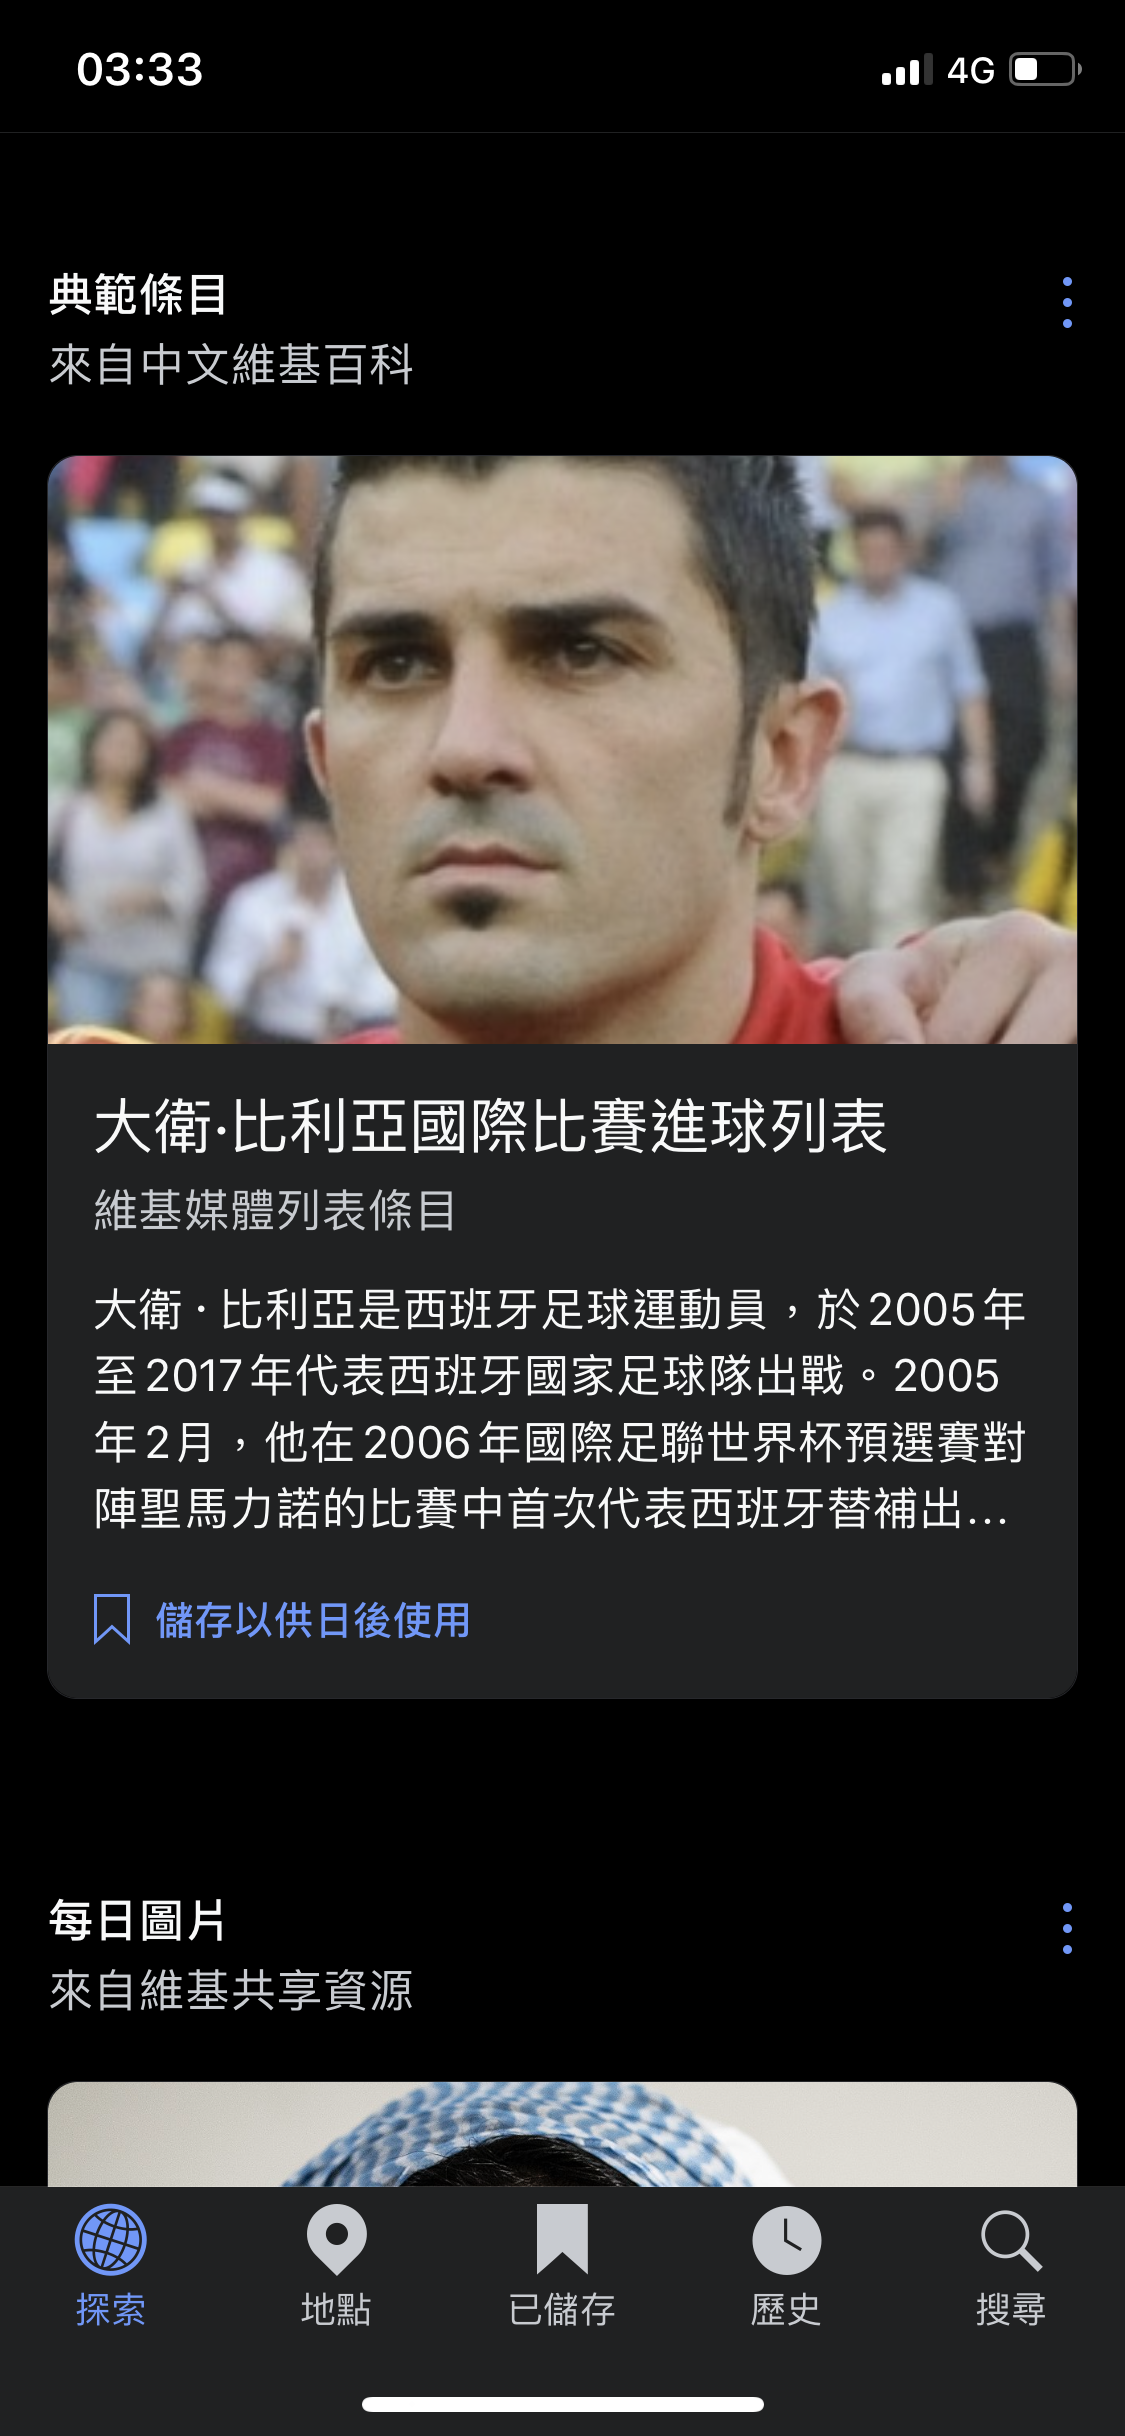 03:33
4G
典範條目
來自中文維基百科
大衛·比利亞國際比賽進球列表
維基媒體列表條目
大衛·比利亞是西班牙足球運動員，於2005年
至2017年代表西班牙國家足球隊出戰。2005
年2月，他在2006年國際足聯世界杯預選賽對
陣聖馬力諾的比賽中首次代表西班牙替補出…
儲存以供日後使用
每日圖片
來自維基共享資源
探索
地點
已儲存
歷史
搜尋